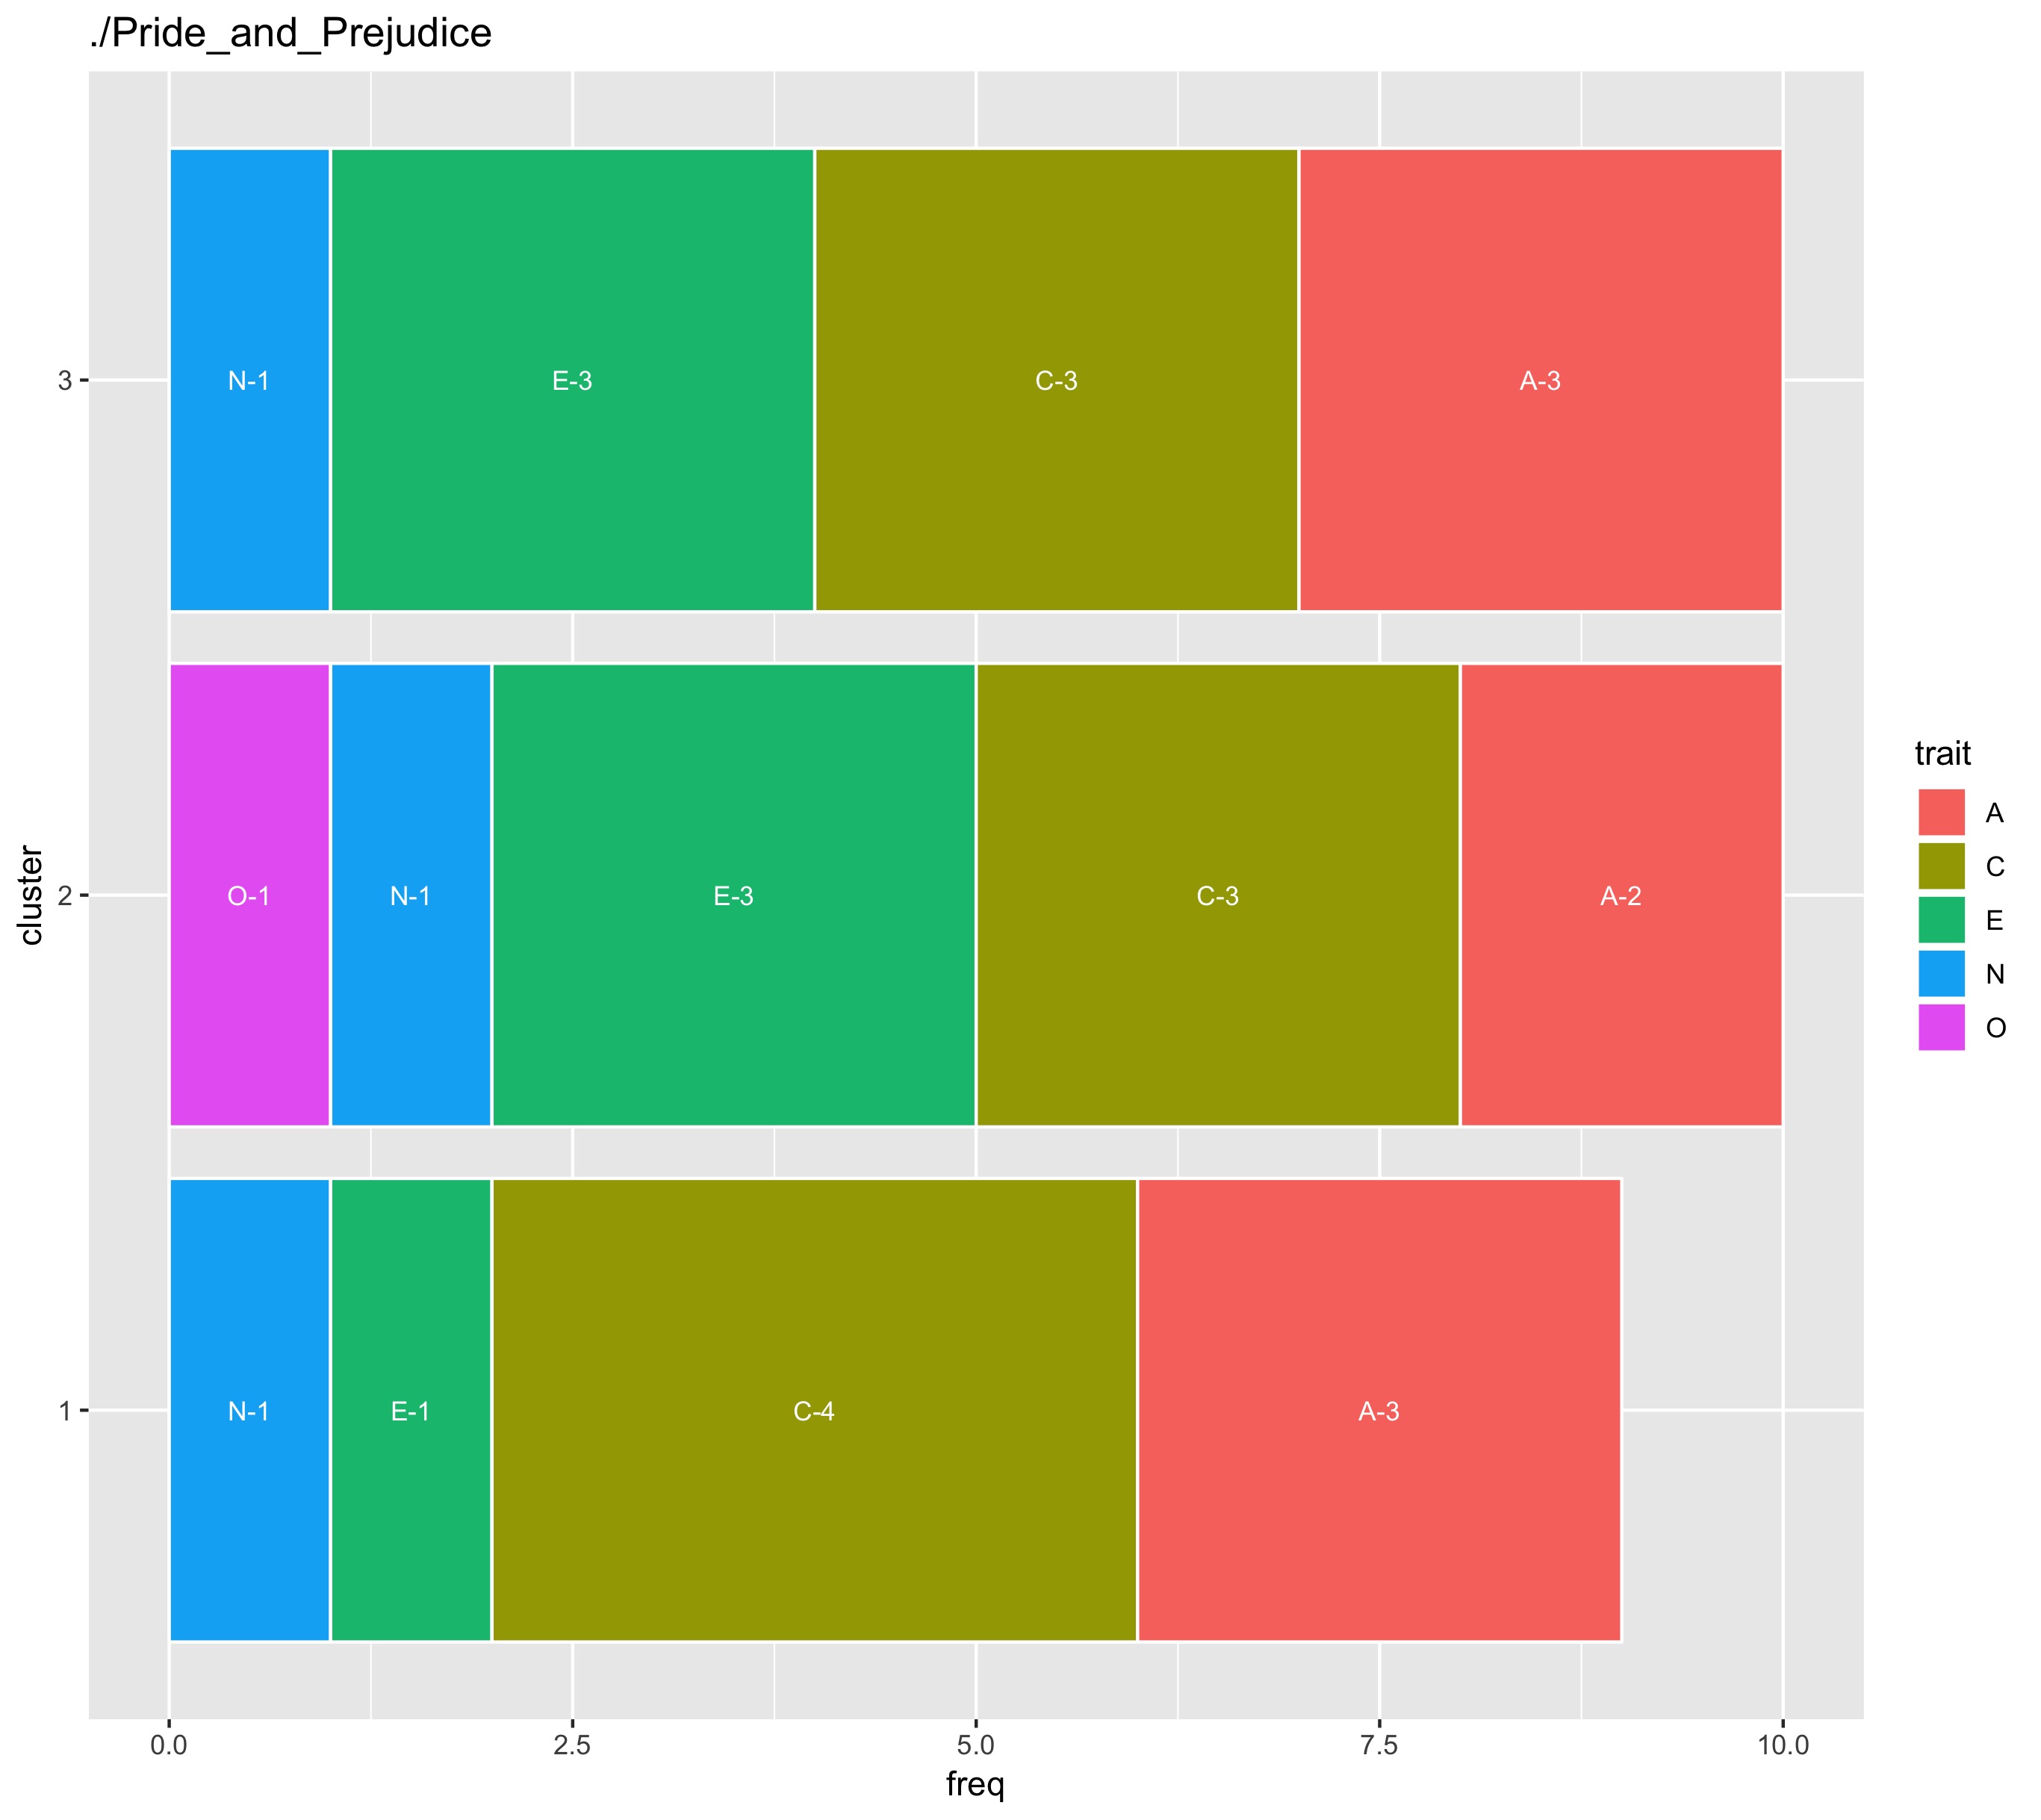 ./Pride_and_Prejudice
3
N-1 E-3 C-3 A-3
2
O-1 N-1 E-3 C-3 A-2
1
N-1 E-1 C-4 A-3
cluster
0.0 2.5 5.0 7.5 10.0
freq
trait
A
C
E
N
O